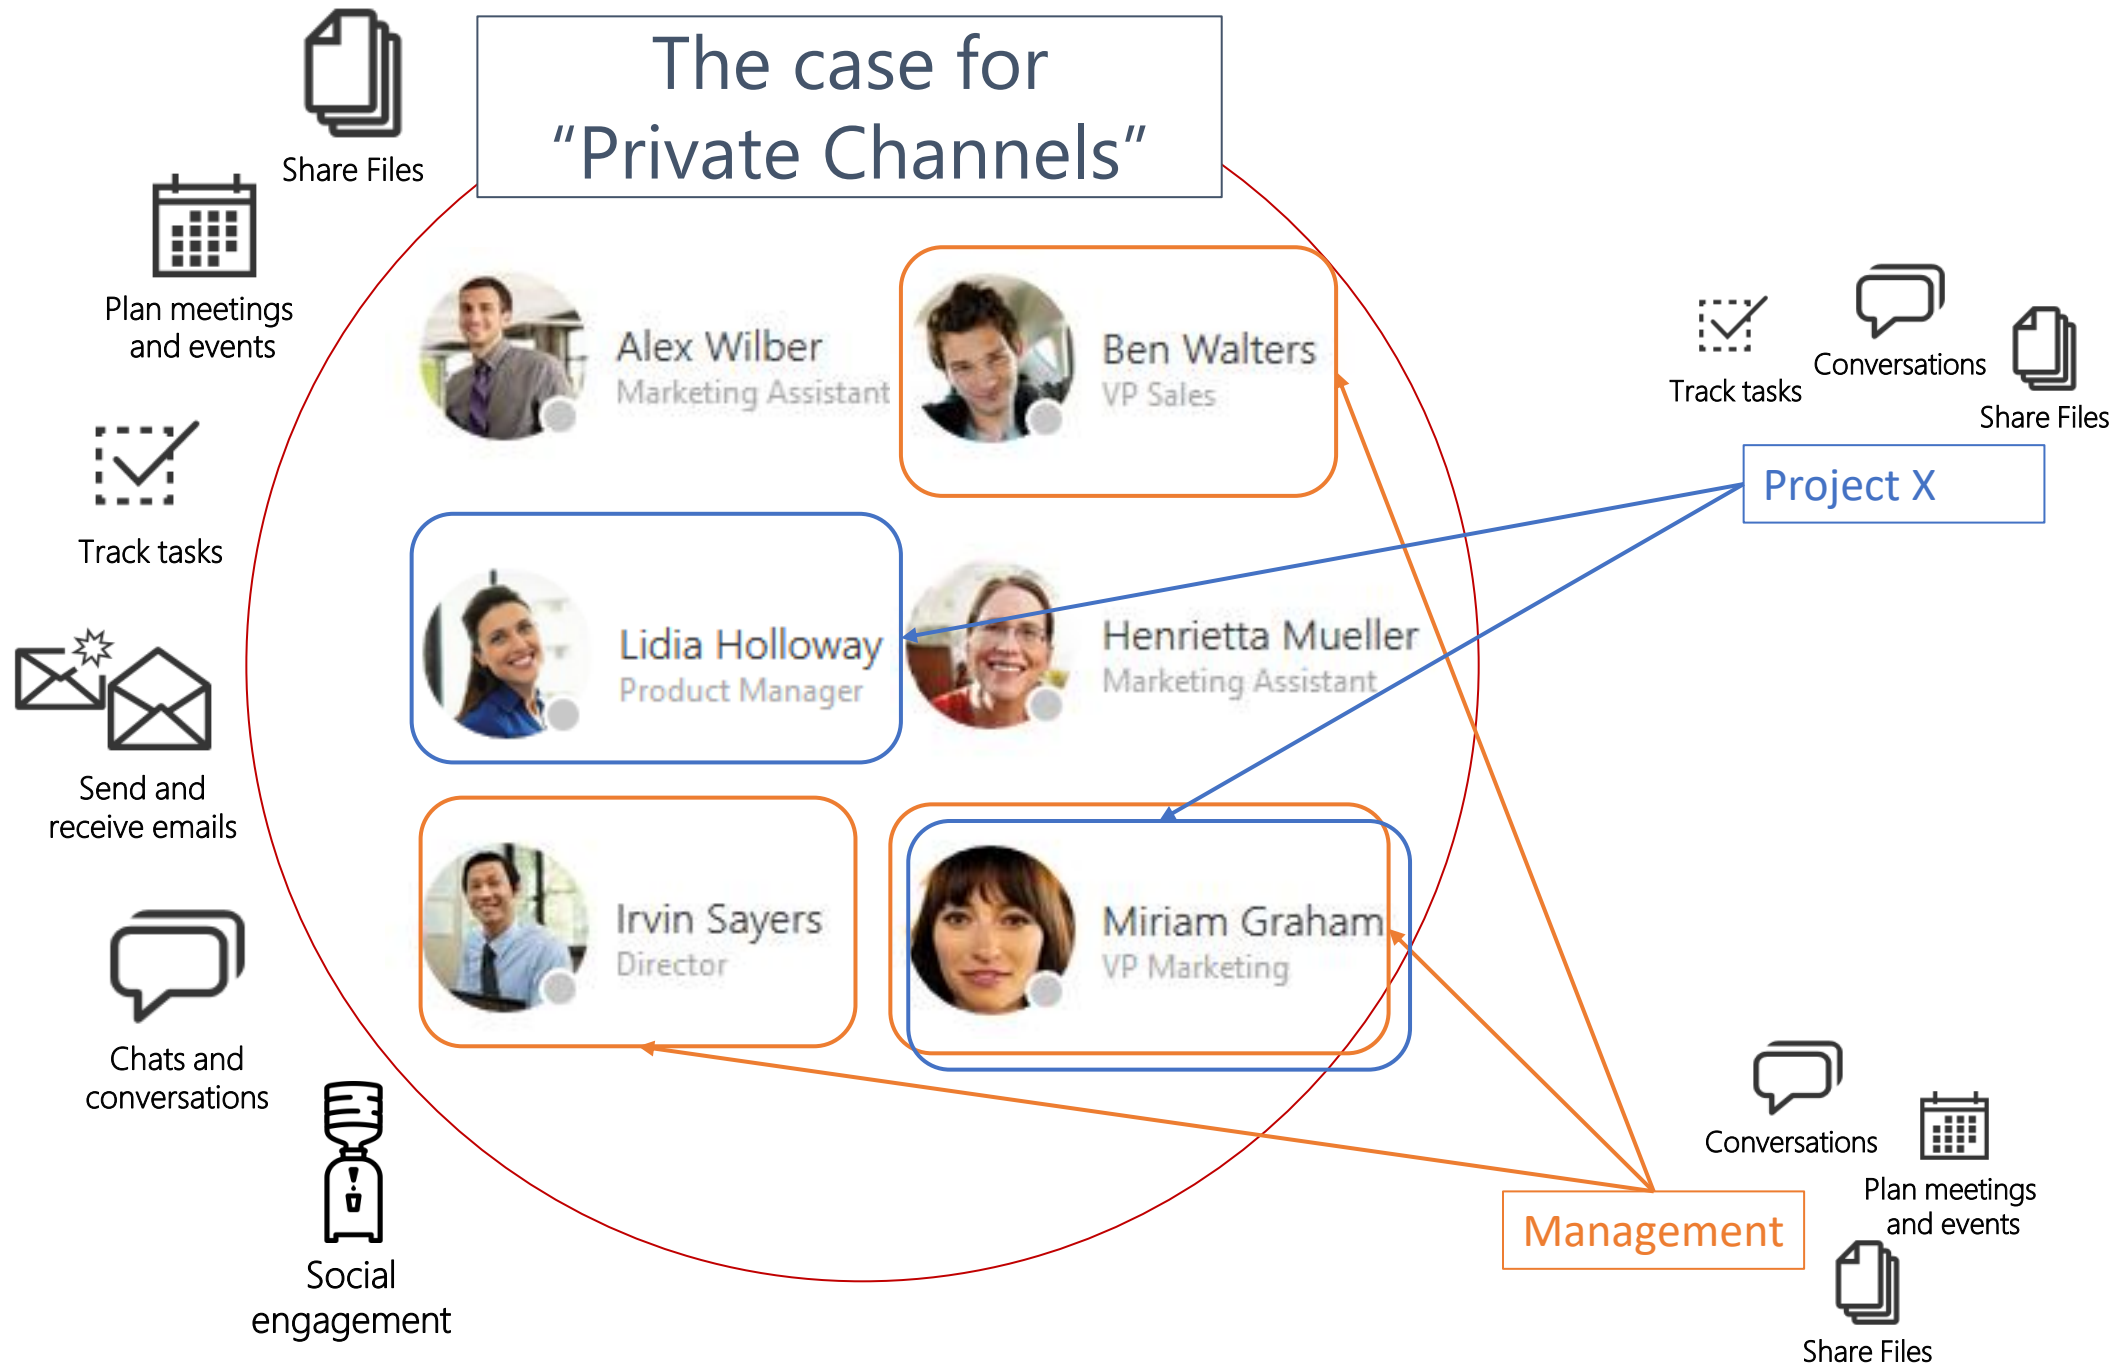 The case for
“Private Channels”
Share Files
Plan meetings
and events
Track tasks
Send and
receive emails
Chats and
conversations
Social
engagement
Alex Wilber
Marketing Assistant
Ben Walters
VP Sales
Lidia Holloway
Product Manager
Henrietta Mueller
Marketing Assistant
Irvin Sayers
Director
Miriam Graham
VP Marketing
Track tasks
Conversations
Share Files
Project X
Conversations
Plan meetings
and events
Management
Share Files